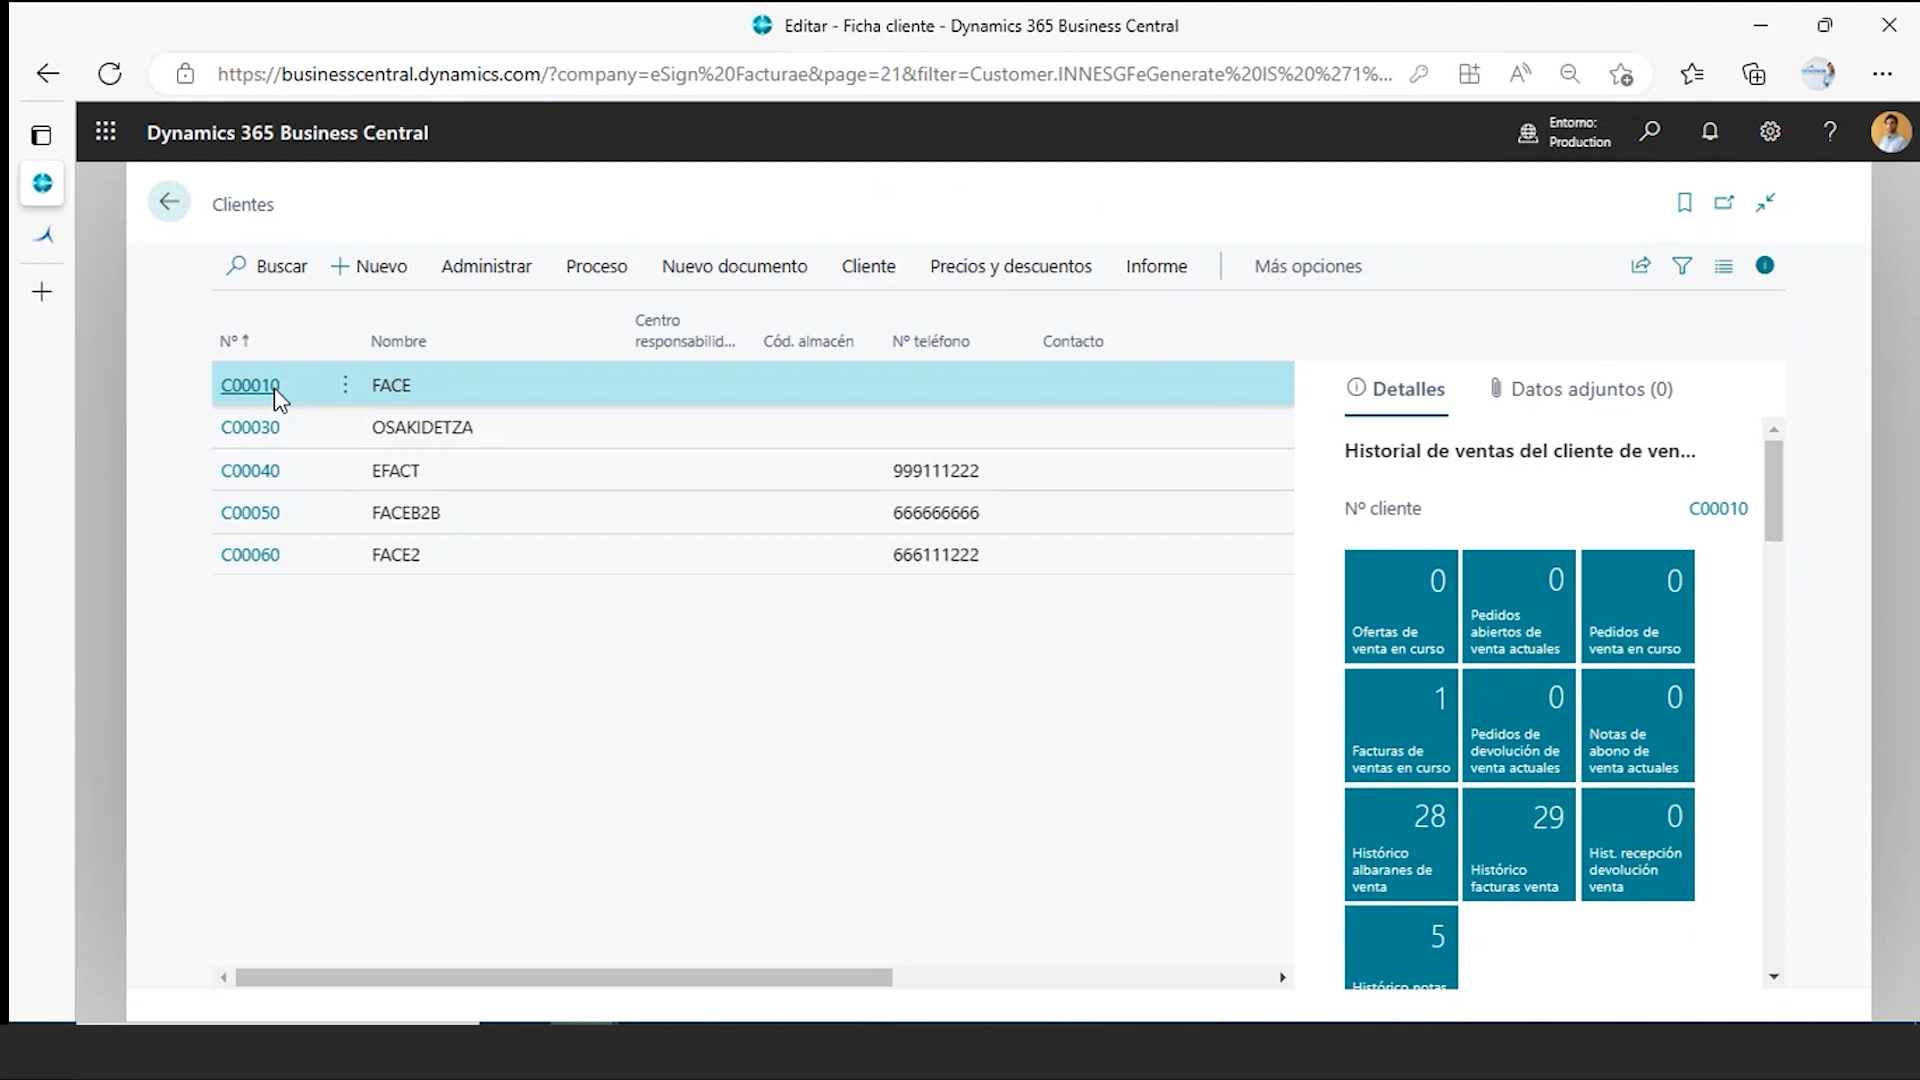 Editar - Ficha cliente - Dynamics 365 Business Central
https://businesscentral.dynamics.com/?company=eSign%20Facturae&page=21&filter=Customer.INNESGFeGenerate%20IS%20%271%...
Dynamics 365 Business Central
Entorno:
Production
Clientes
Buscar
Nuevo
Administrar
Proceso
Nuevo documento
Cliente
Precios y descuentos
Informe
Más opciones
Nº ↑
Nombre
Centro
responsabilid...
Cód. almacén
Nº teléfono
Contacto
C00010 FACE
C00030 OSAKIDETZA
C00040 EFACT 999111222
C00050 FACEB2B 666666666
C00060 FACE2 666111222
Detalles
Datos adjuntos (0)
Historial de ventas del cliente de ven...
Nº cliente C00010
0
Ofertas de
venta en curso
0
Pedidos
abiertos de
venta actuales
0
Pedidos de
venta en curso
1
Facturas de
ventas en curso
0
Pedidos de
devolución de
venta actuales
0
Notas de
abono de
venta actuales
28
Histórico
albaranes de
venta
29
Histórico
facturas venta
0
Hist. recepción
devolución
venta
5
Histórico notas